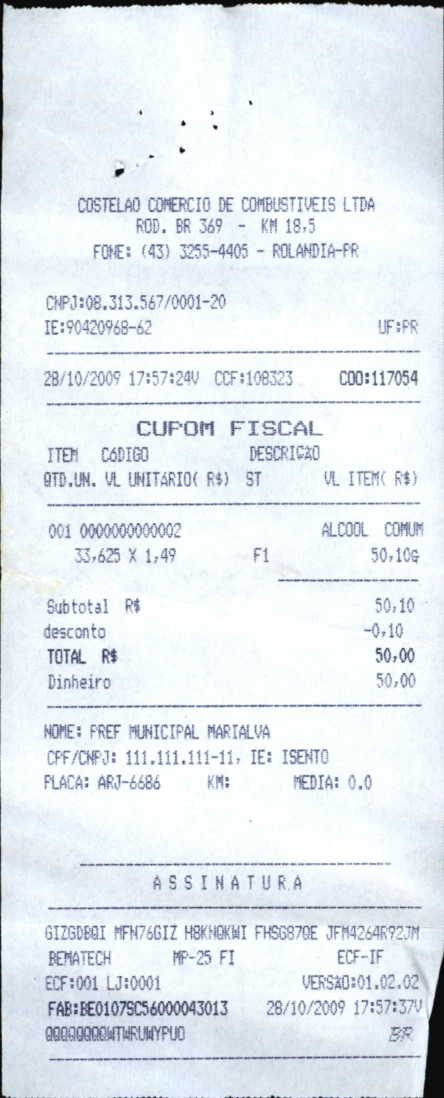 COSTELAO COMERCIO DE COMBUSTIVEIS LTDA
ROD. BR 369 - KM 18,5
FONE: (43) 3255-4405 - ROLANDIA-PR
CNPJ:08.313.567/0001-20
IE:90420968-62 UF:PR
28/10/2009 17:57:24V CCF:108323 COO:117054
CUPOM FISCAL
ITEM CóDIGO DESCRIÇÃO
QTD.UN. VL UNITÁRIO( R$) ST VL ITEM( R$)
001 0000000000002 ALCOOL COMUM
33,625 X 1,49 F1 50,10G
Subtotal R$ 50,10
desconto -0,10
TOTAL R$ 50,00
Dinheiro 50,00
NOME: PREF MUNICIPAL MARIALVA
CPF/CNPJ: 111.111.111-11, IE: ISENTO
PLACA: ARJ-6686 KM: MEDIA: 0.0
ASSINATURA
GIZGDBQI MFN76GIZ H8KHQKWI FHSG87QE JFM4264R92JM
BEMATECH MP-25 FI ECF-IF
ECF:001 LJ:0001 VERSÃO:01.02.02
FAB:BE0107SC56000043013 28/10/2009 17:57:37V
QQQQQQQQWTWRUWYPUO BR